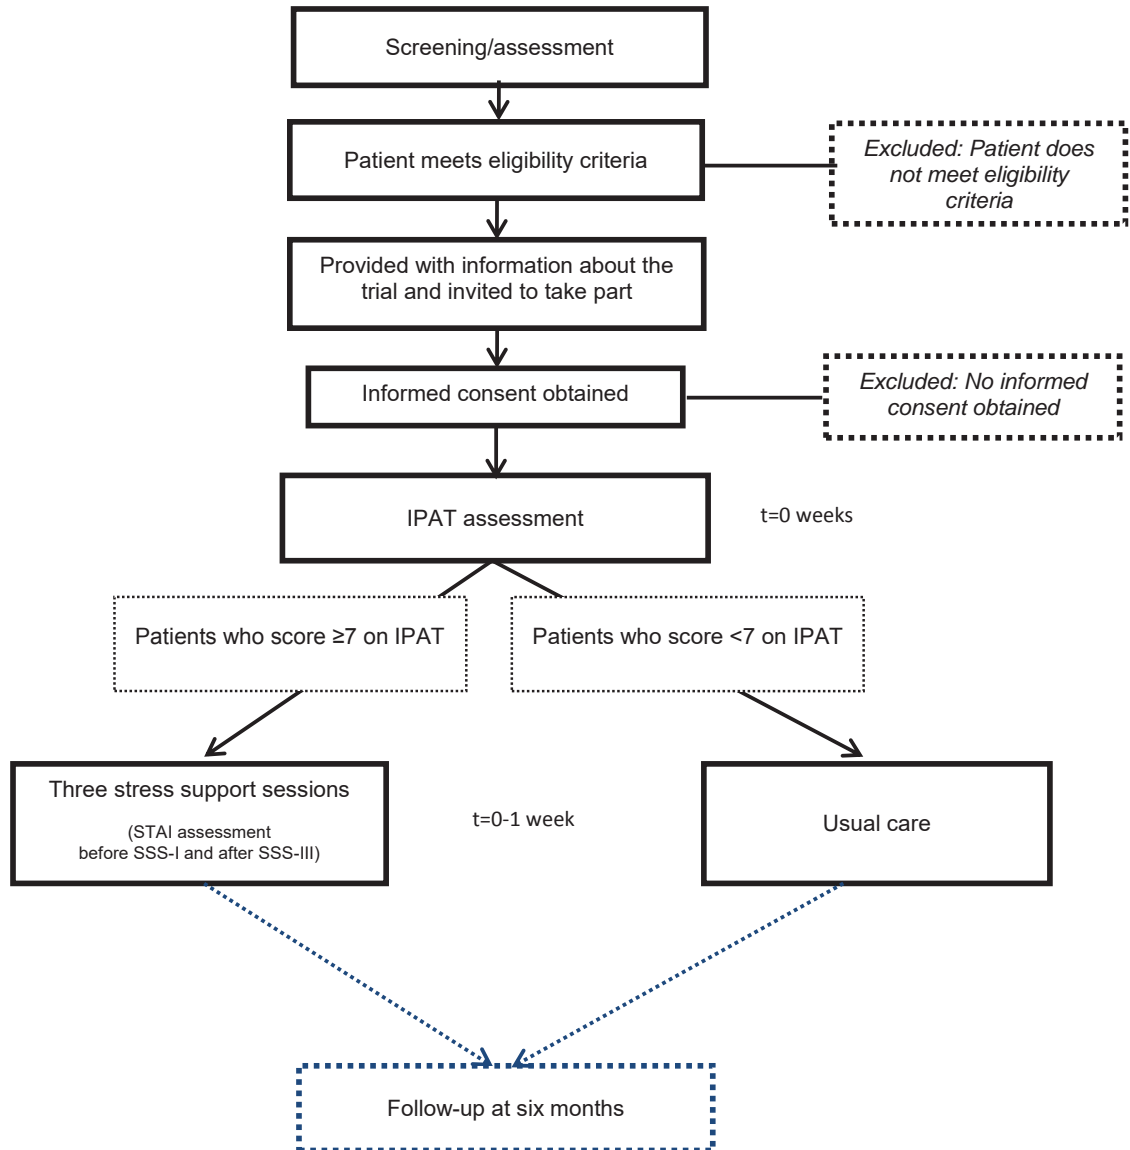 Screening/assessment
Patient meets eligibility criteria
Excluded: Patient does
not meet eligibility
criteria
Provided with information about the
trial and invited to take part
Informed consent obtained
Excluded: No informed
consent obtained
IPAT assessment
t=0 weeks
Patients who score ≥7 on IPAT
Patients who score <7 on IPAT
Three stress support sessions
(STAI assessment
before SSS-I and after SSS-III)
t=0-1 week
Usual care
Follow-up at six months